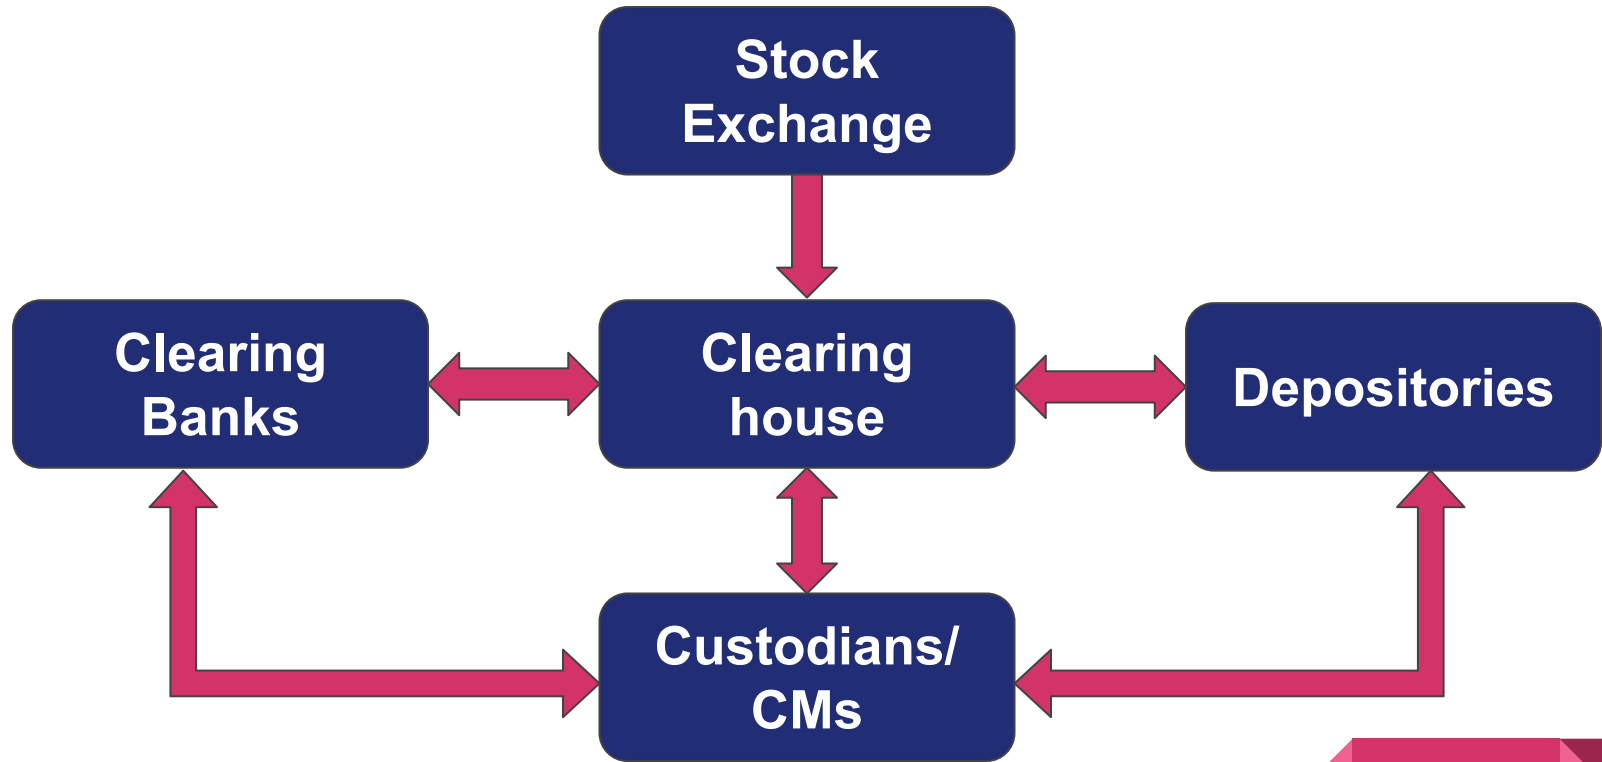 Stock
Exchange
Clearing
Banks
Clearing
house
Depositories
Custodians/
CMs